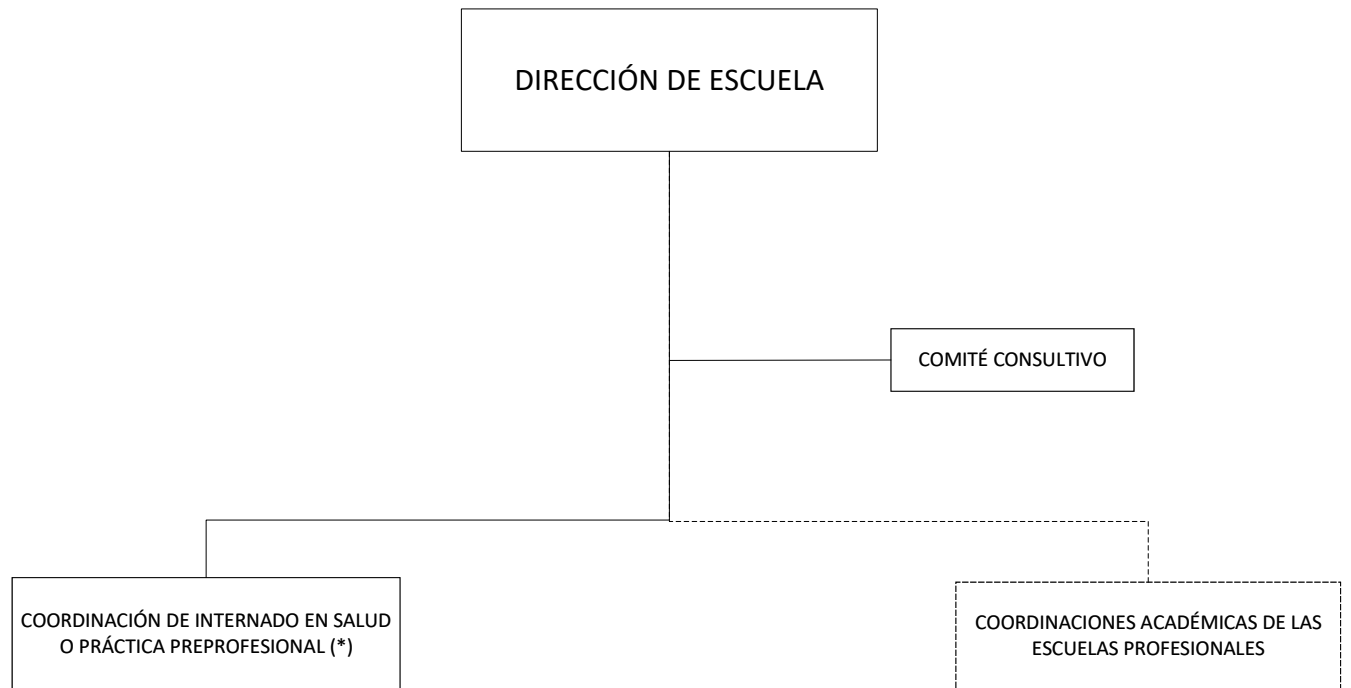 DIRECCIÓN DE ESCUELA
COMITÉ CONSULTIVO
COORDINACIÓN DE INTERNADO EN SALUD
O PRÁCTICA PREPROFESIONAL (*)
COORDINACIONES ACADÉMICAS DE LAS
ESCUELAS PROFESIONALES